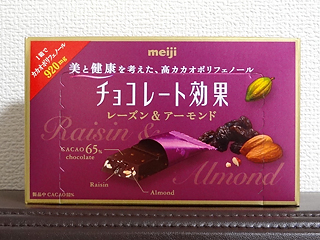 meiji
1箱で
カカオポリフェノール
920mg
美と健康を考えた、高カカオポリフェノール
チョコレート効果
レーズン&アーモンド
Raisin &
Almond
CACAO 65%
chocolate
Raisin
Almond